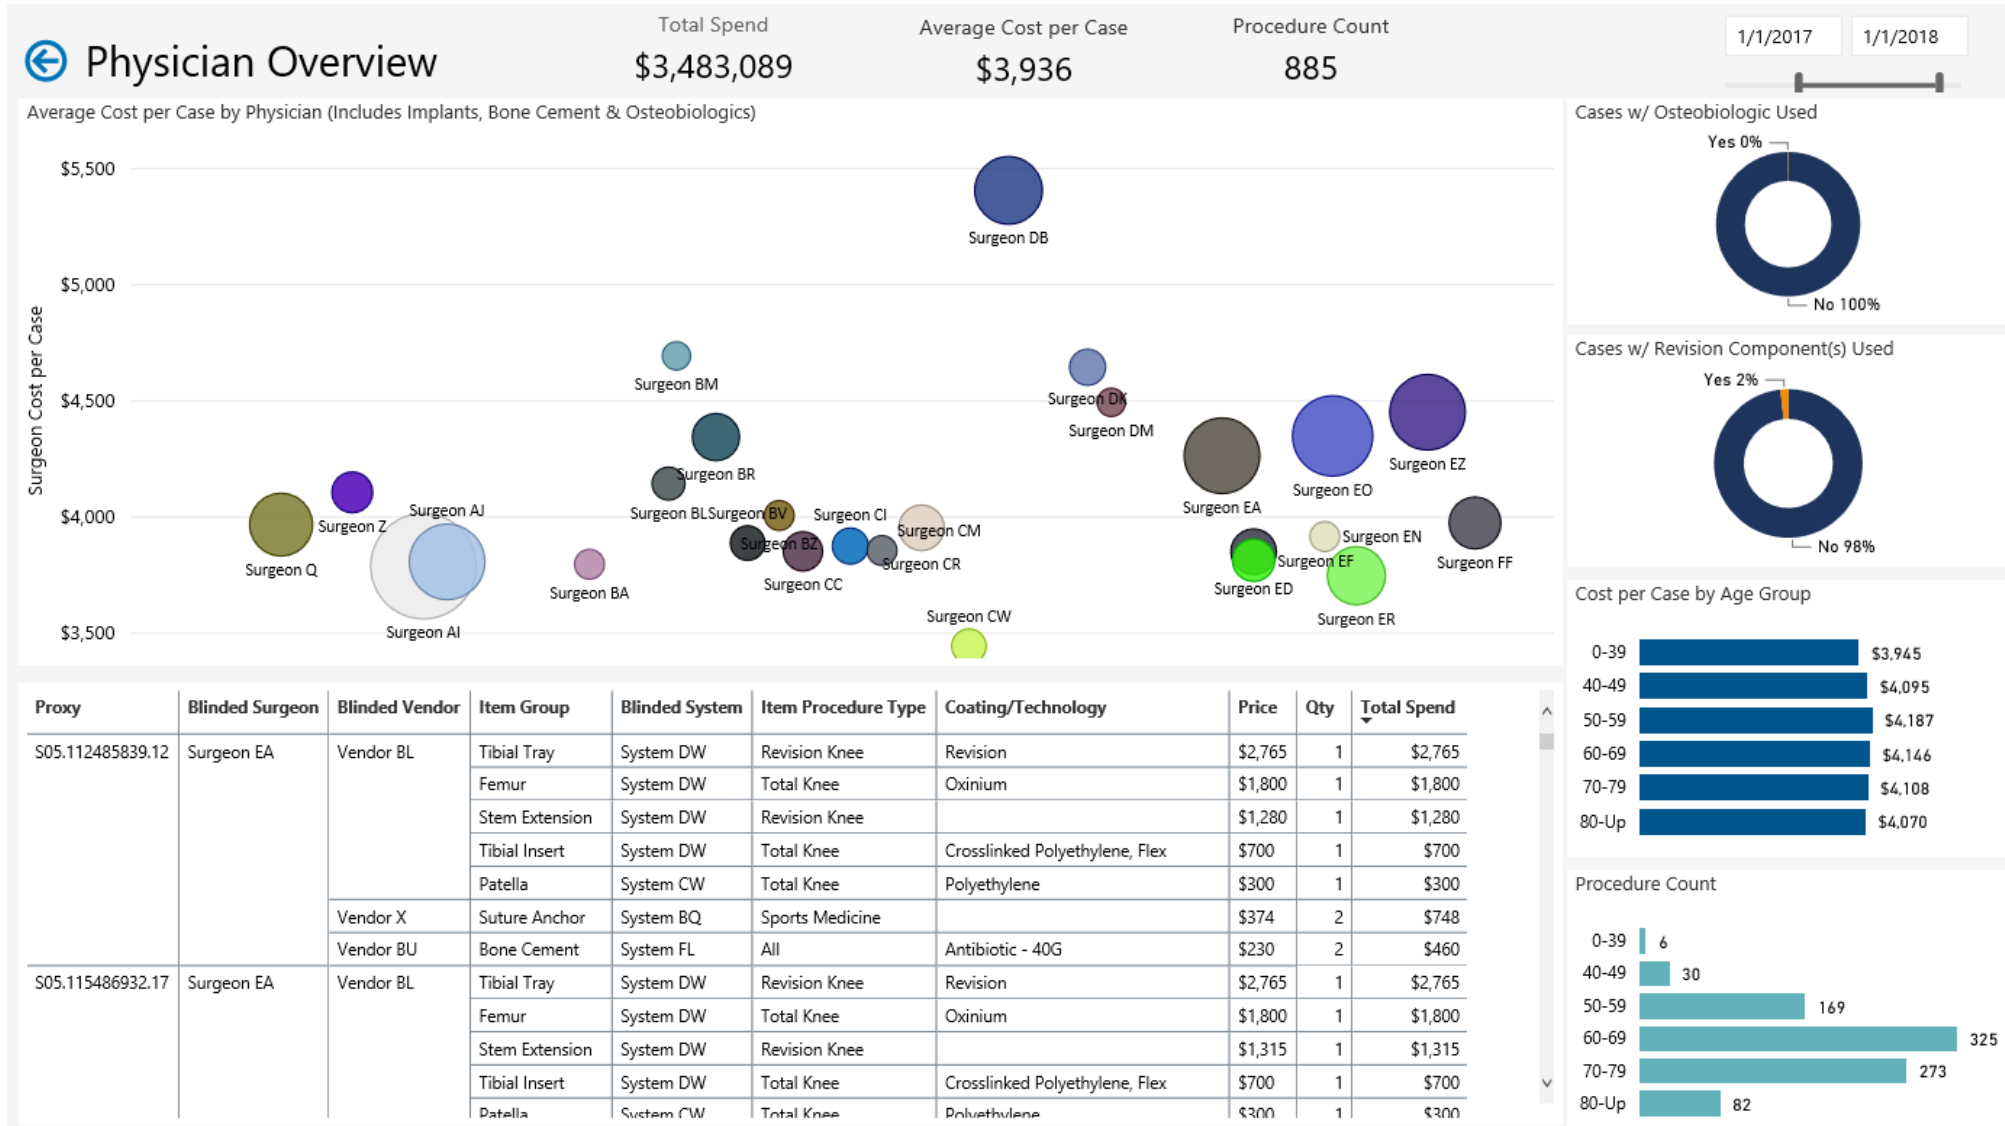 Physician Overview
Total Spend
$3,483,089
Average Cost per Case
$3,936
Procedure Count
885
1/1/2017 1/1/2018
Average Cost per Case by Physician (Includes Implants, Bone Cement & Osteobiologics)
Surgeon Cost per Case
$5,500
$5,000
$4,500
$4,000
$3,500
Surgeon DB
Surgeon BM
Surgeon DK
Surgeon DM
Surgeon EZ
Surgeon BR
Surgeon EO
Surgeon EA
Surgeon AJ
Surgeon BL
Surgeon BV
Surgeon CI
Surgeon Z
Surgeon CM
Surgeon EN
Surgeon BZ
Surgeon EF
Surgeon FF
Surgeon CR
Surgeon Q
Surgeon CC
Surgeon ED
Surgeon BA
Surgeon CW
Surgeon ER
Surgeon AI
Cases w/ Osteobiologic Used
Yes 0%
No 100%
Cases w/ Revision Component(s) Used
Yes 2%
No 98%
Cost per Case by Age Group
0-39 $3,945
40-49 $4,095
50-59 $4,187
60-69 $4,146
70-79 $4,108
80-Up $4,070
Procedure Count
0-39 6
40-49 30
50-59 169
60-69 325
70-79 273
80-Up 82
Proxy Blinded Surgeon Blinded Vendor Item Group Blinded System Item Procedure Type Coating/Technology Price Qty Total Spend
S05.112485839.12 Surgeon EA Vendor BL Tibial Tray System DW Revision Knee Revision $2,765 1 $2,765
Femur System DW Total Knee Oxinium $1,800 1 $1,800
Stem Extension System DW Revision Knee $1,280 1 $1,280
Tibial Insert System DW Total Knee Crosslinked Polyethylene, Flex $700 1 $700
Patella System CW Total Knee Polyethylene $300 1 $300
Vendor X Suture Anchor System BQ Sports Medicine $374 2 $748
Vendor BU Bone Cement System FL All Antibiotic - 40G $230 2 $460
S05.115486932.17 Surgeon EA Vendor BL Tibial Tray System DW Revision Knee Revision $2,765 1 $2,765
Femur System DW Total Knee Oxinium $1,800 1 $1,800
Stem Extension System DW Revision Knee $1,315 1 $1,315
Tibial Insert System DW Total Knee Crosslinked Polyethylene, Flex $700 1 $700
Patella System CW Total Knee Polyethylene $300 1 $300